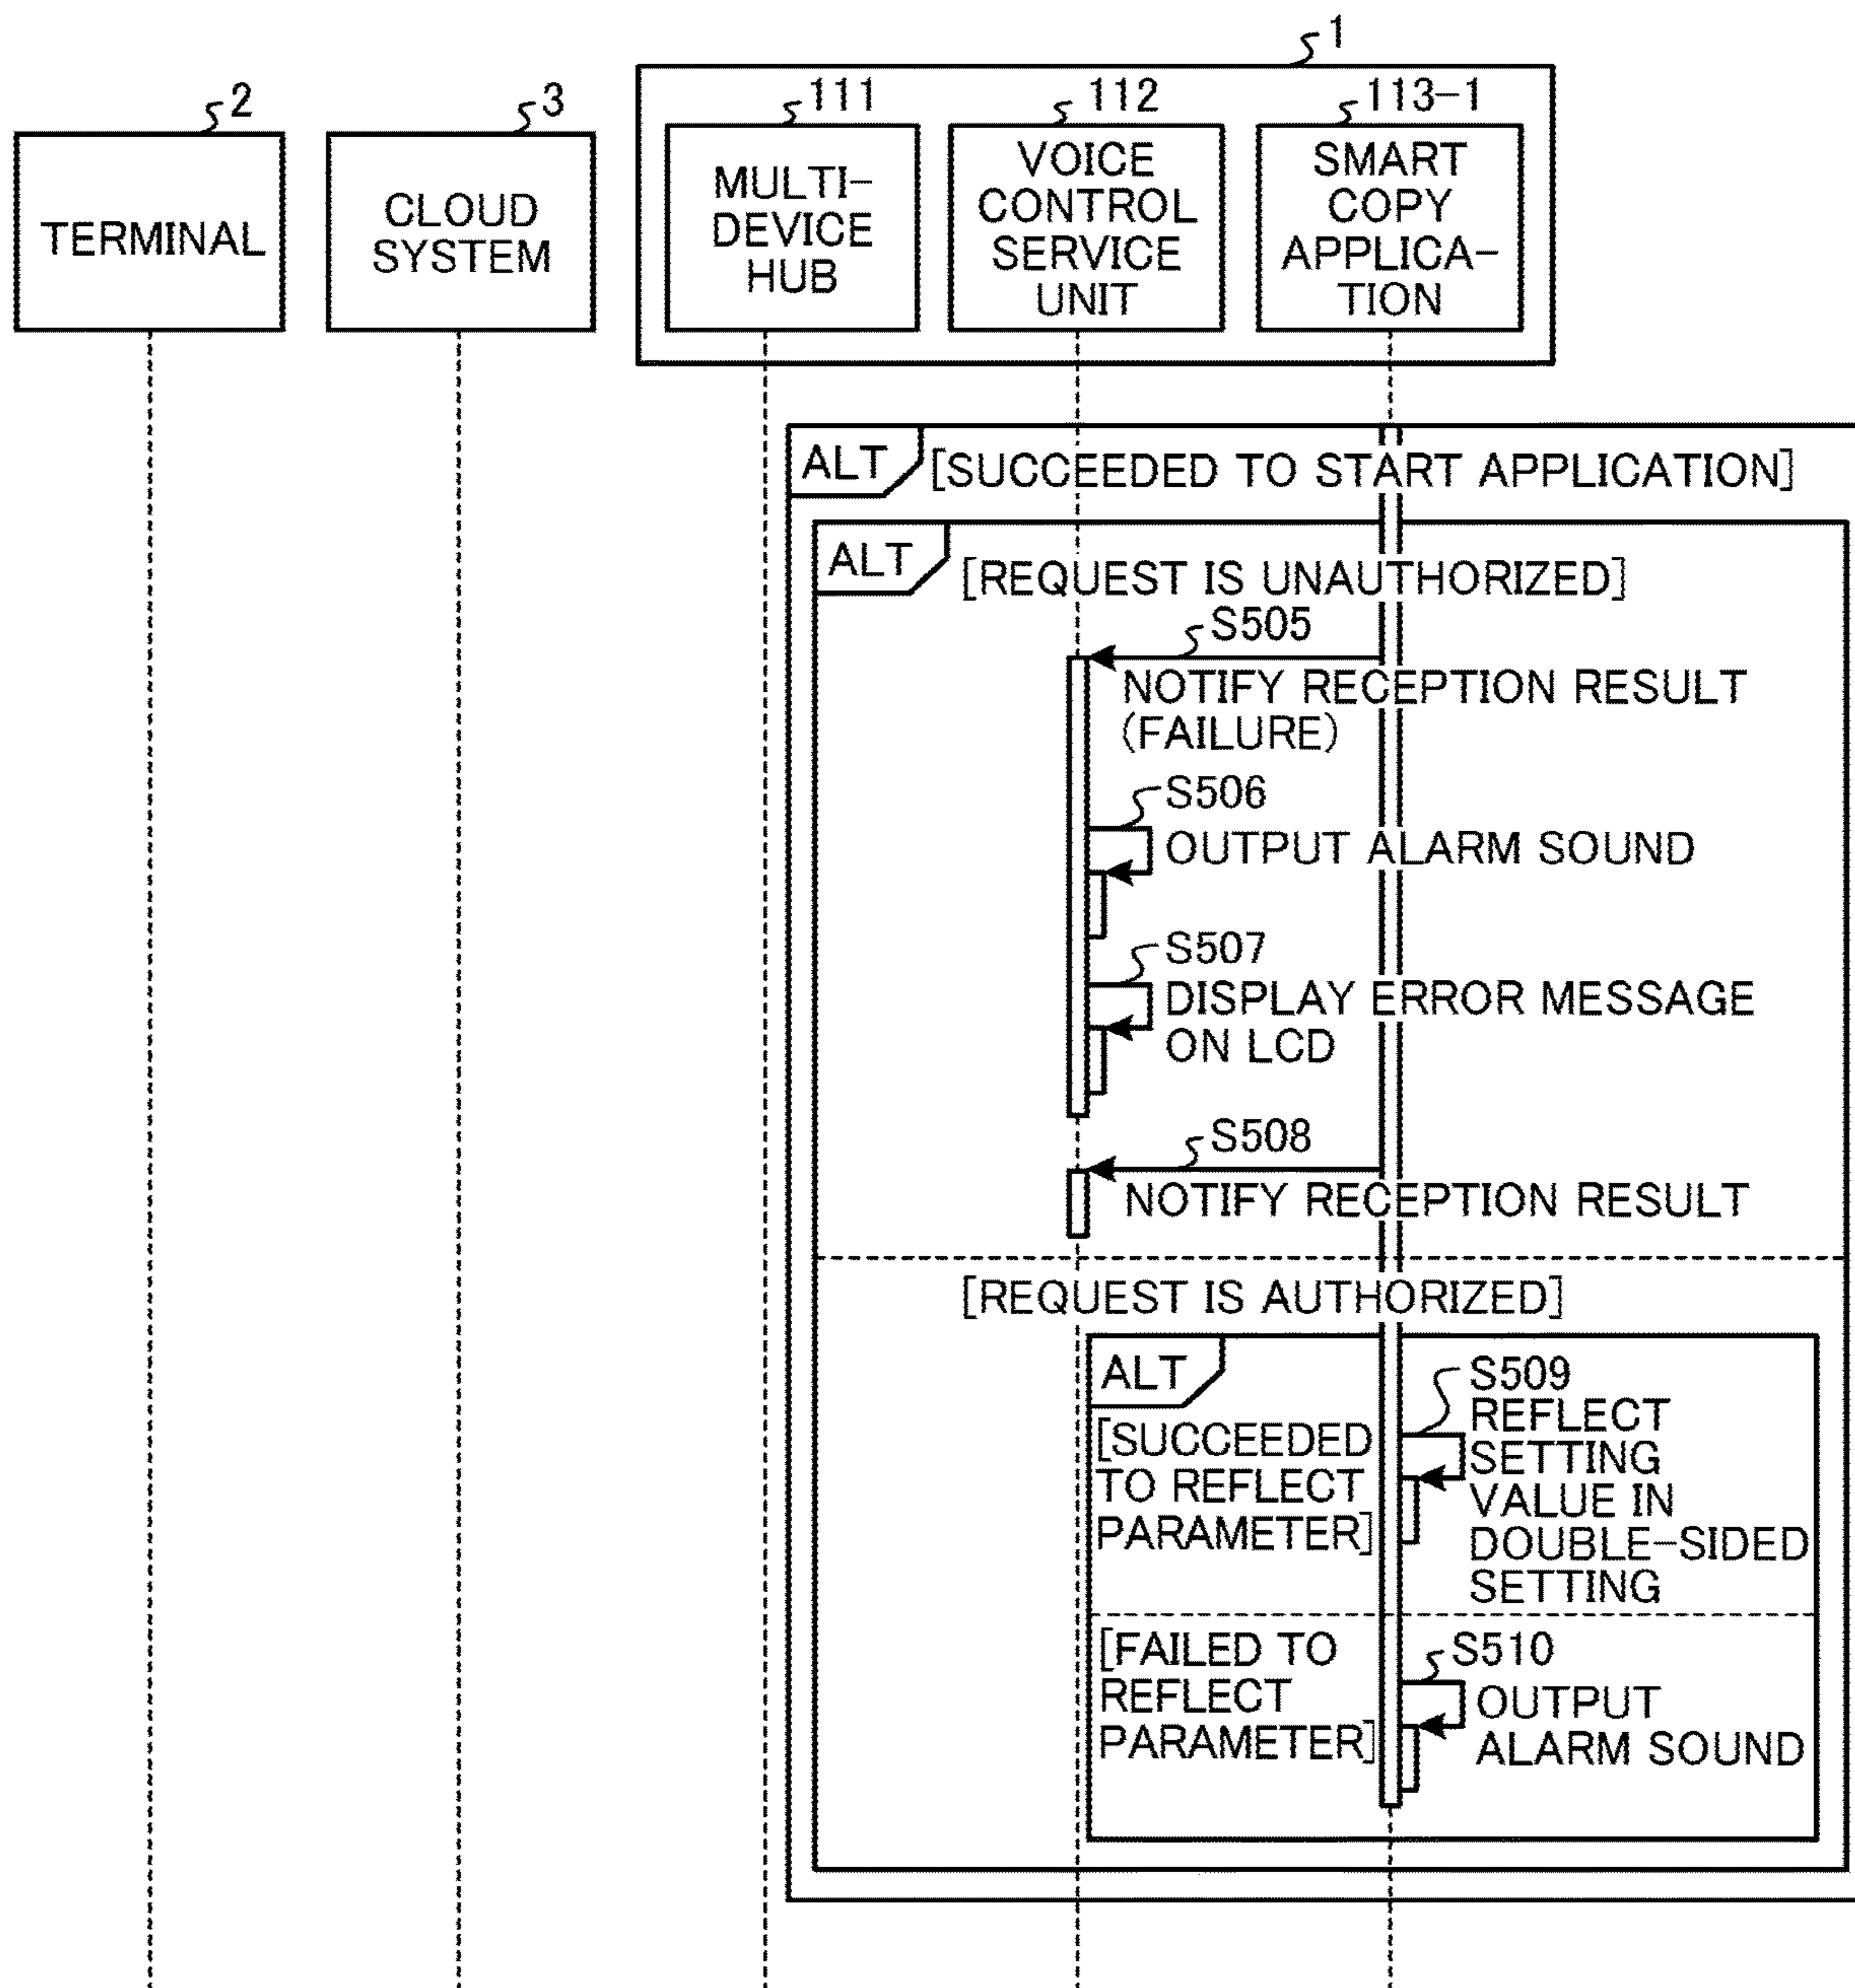 1
2
3
111
112
113-1
TERMINAL
CLOUD
SYSTEM
MULTI-
DEVICE
HUB
VOICE
CONTROL
SERVICE
UNIT
SMART
COPY
APPLICA-
TION
ALT
[SUCCEEDED TO START APPLICATION]
ALT
[REQUEST IS UNAUTHORIZED]
S505
NOTIFY RECEPTION RESULT
(FAILURE)
S506
OUTPUT ALARM SOUND
S507
DISPLAY ERROR MESSAGE
ON LCD
S508
NOTIFY RECEPTION RESULT
[REQUEST IS AUTHORIZED]
ALT
[SUCCEEDED
TO REFLECT
PARAMETER]
S509
REFLECT
SETTING
VALUE IN
DOUBLE-SIDED
SETTING
[FAILED TO
REFLECT
PARAMETER]
S510
OUTPUT
ALARM SOUND